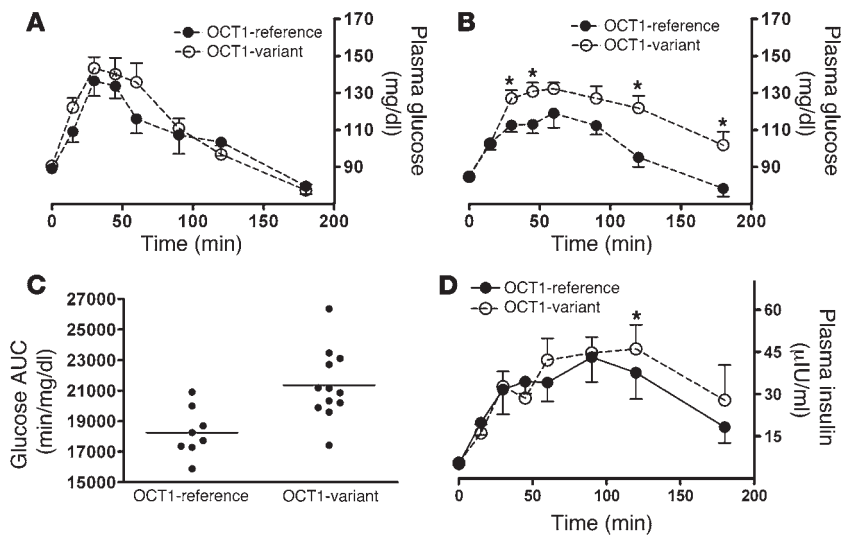 A
OCT1-reference
OCT1-variant
170
150
130
110
90
Plasma glucose
(mg/dl)
0
50
100
150
200
Time (min)
B
OCT1-reference
OCT1-variant
*
*
*
*
170
150
130
110
90
Plasma glucose
(mg/dl)
0
50
100
150
200
Time (min)
C
27000
25000
23000
21000
19000
17000
15000
Glucose AUC
(min/mg/dl)
OCT1-reference
OCT1-variant
D
OCT1-reference
OCT1-variant
*
60
45
30
15
Plasma insulin
(µIU/ml)
0
50
100
150
200
Time (min)